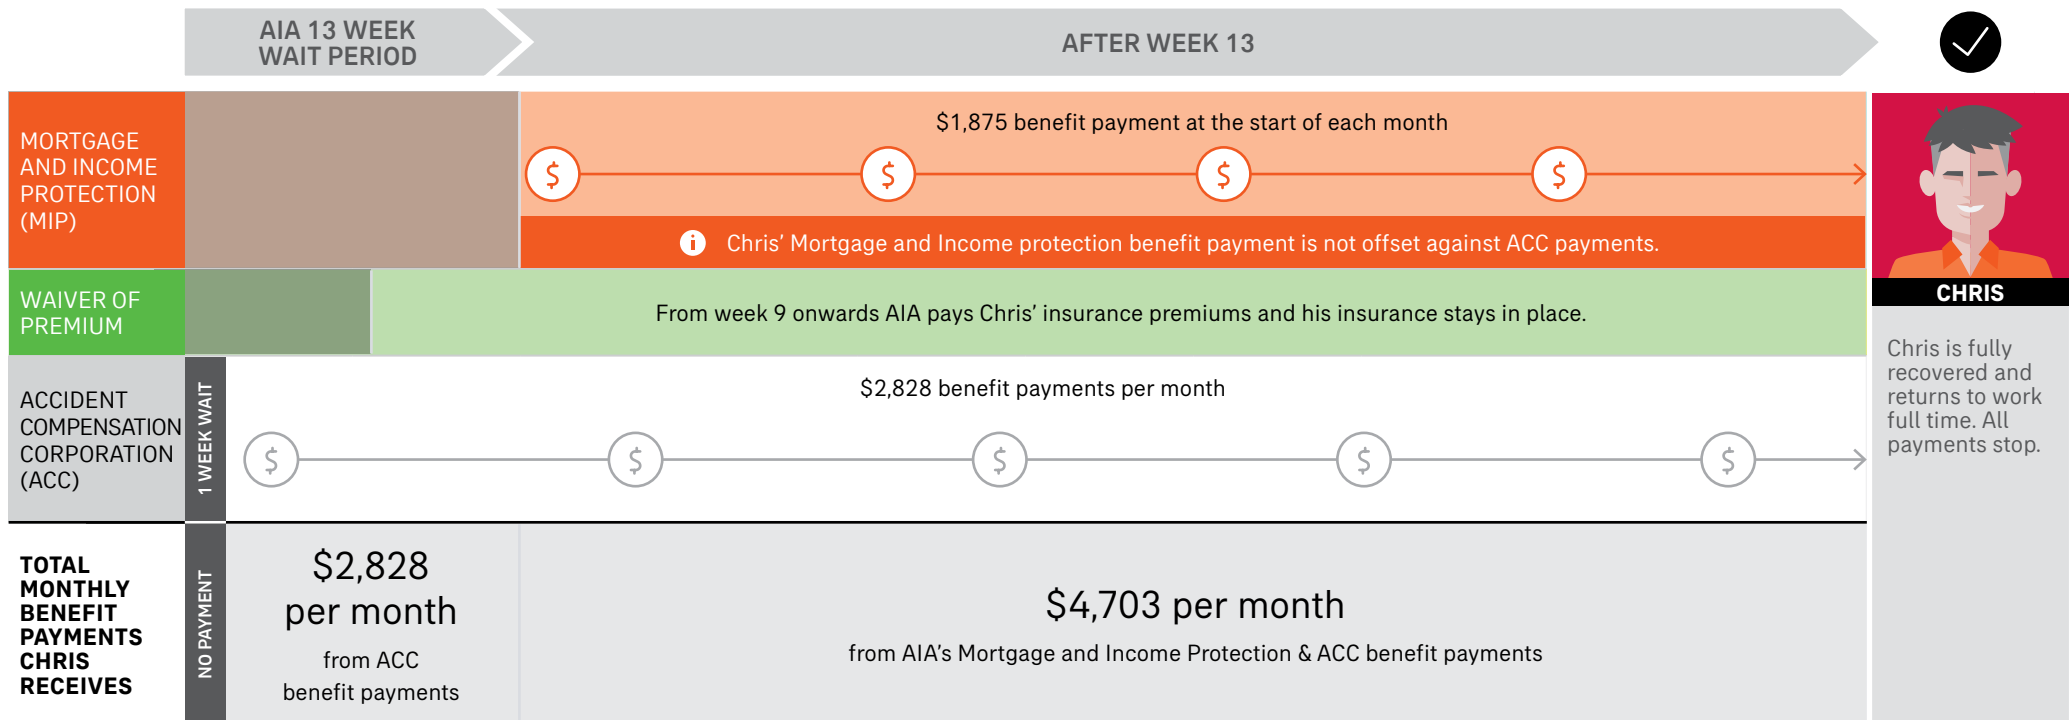 AIA 13 WEEK
WAIT PERIOD
AFTER WEEK 13
MORTGAGE
AND INCOME
PROTECTION
(MIP)
$1,875 benefit payment at the start of each month
$ $ $ $
i Chris’ Mortgage and Income protection benefit payment is not offset against ACC payments.
WAIVER OF
PREMIUM
From week 9 onwards AIA pays Chris’ insurance premiums and his insurance stays in place.
ACCIDENT
COMPENSATION
CORPORATION
(ACC)
1 WEEK WAIT
$2,828 benefit payments per month
$ $ $ $ $
TOTAL
MONTHLY
BENEFIT
PAYMENTS
CHRIS
RECEIVES
NO PAYMENT
$2,828
per month
from ACC
benefit payments
$4,703 per month
from AIA’s Mortgage and Income Protection & ACC benefit payments
CHRIS
Chris is fully
recovered and
returns to work
full time. All
payments stop.